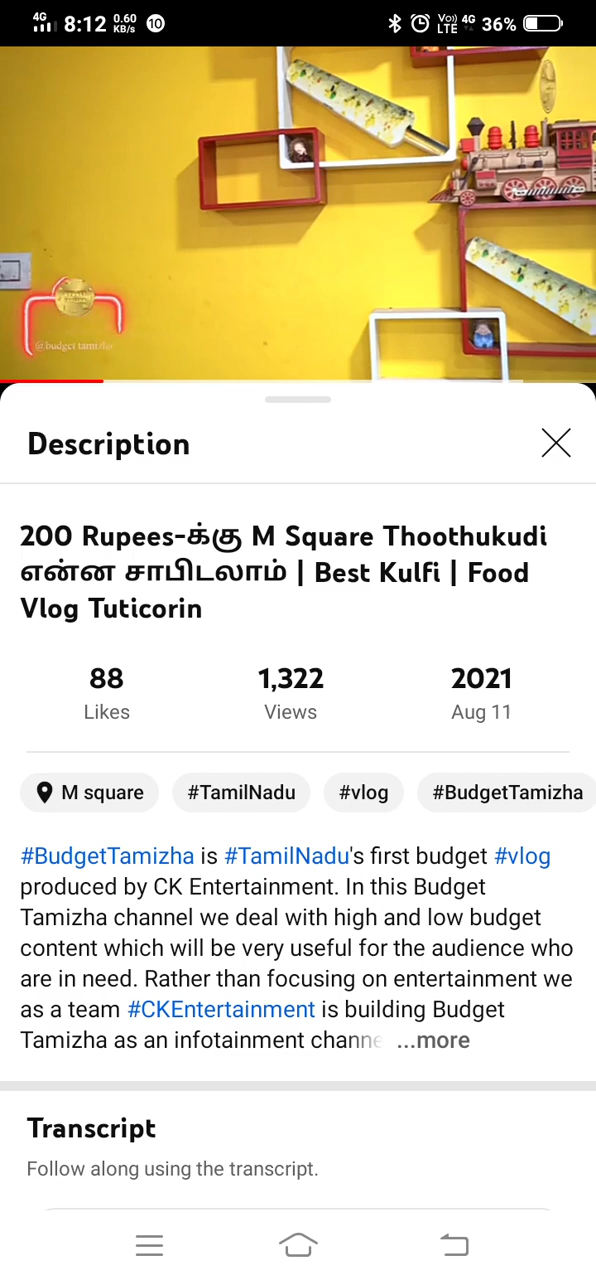 4G 8:12 0.60 KB/s 10 Vo)) LTE 4G 36%
@budget tamizha
Description
200 Rupees-க்கு M Square Thoothukudi
என்ன சாபிடலாம் | Best Kulfi | Food
Vlog Tuticorin
88 1,322 2021
Likes Views Aug 11
M square #TamilNadu #vlog #BudgetTamizha
#BudgetTamizha is #TamilNadu's first budget #vlog
produced by CK Entertainment. In this Budget
Tamizha channel we deal with high and low budget
content which will be very useful for the audience who
are in need. Rather than focusing on entertainment we
as a team #CKEntertainment is building Budget
Tamizha as an infotainment channe ...more
Transcript
Follow along using the transcript.